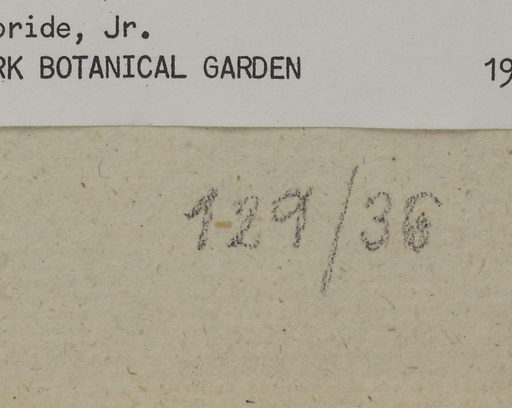 bride, Jr.
RK BOTANICAL GARDEN 19
129/36